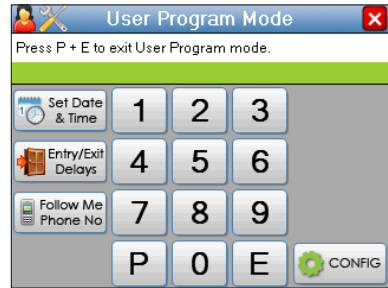 User Program Mode
Press P + E to exit User Program mode.
Set Date
& Time
1 2 3
Entry/Exit
Delays
4 5 6
Follow Me
Phone No
7 8 9
P 0 E
CONFIG